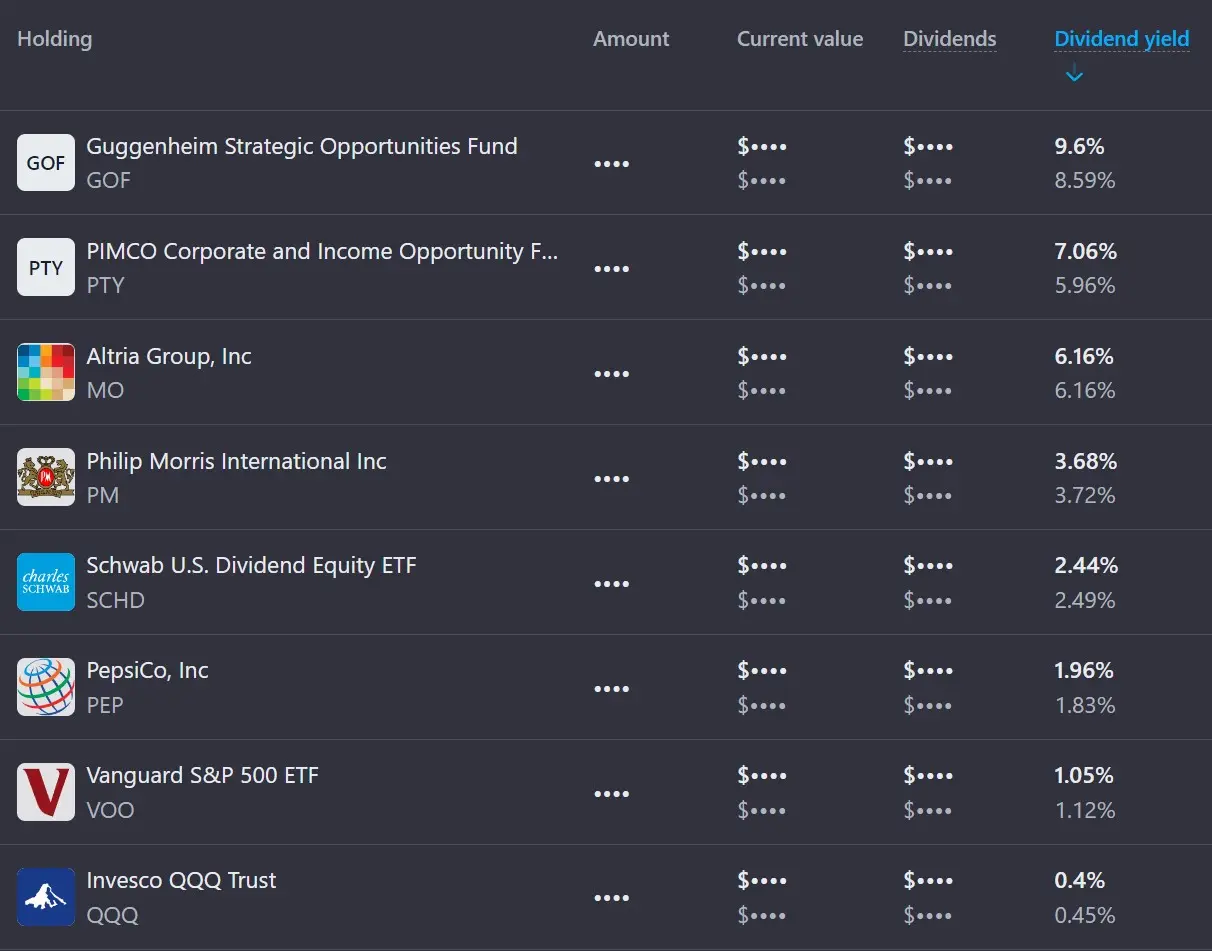 Holding Amount Current value Dividends Dividend yield
↓
GOF Guggenheim Strategic Opportunities Fund •••• $•••• $•••• 9.6%
GOF $•••• $•••• 8.59%
PTY PIMCO Corporate and Income Opportunity F... •••• $•••• $•••• 7.06%
PTY $•••• $•••• 5.96%
Altria Group, Inc •••• $•••• $•••• 6.16%
MO $•••• $•••• 6.16%
PM Philip Morris International Inc •••• $•••• $•••• 3.68%
PM $•••• $•••• 3.72%
charles SCHWAB Schwab U.S. Dividend Equity ETF •••• $•••• $•••• 2.44%
SCHD $•••• $•••• 2.49%
PepsiCo, Inc •••• $•••• $•••• 1.96%
PEP $•••• $•••• 1.83%
V Vanguard S&P 500 ETF •••• $•••• $•••• 1.05%
VOO $•••• $•••• 1.12%
Invesco QQQ Trust •••• $•••• $•••• 0.4%
QQQ $•••• $•••• 0.45%